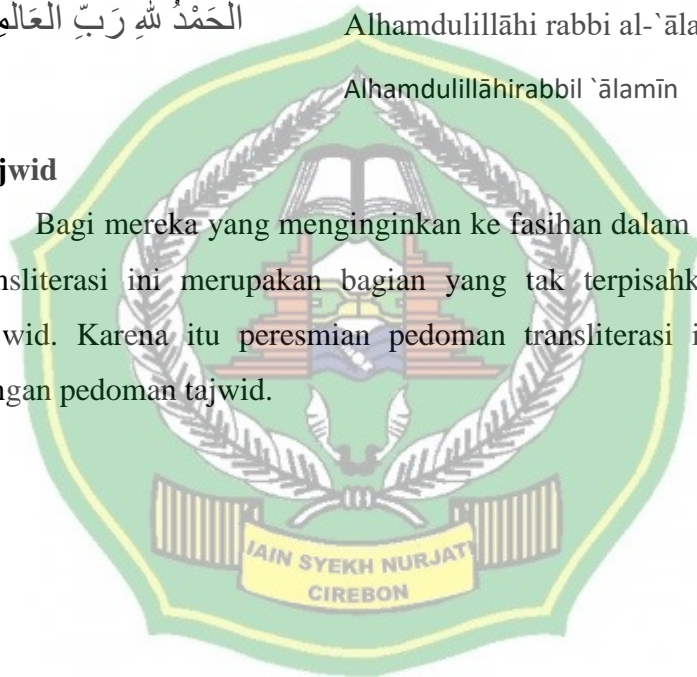 الحَمْدُ للهِ رَبِّ العَالَمِ Alhamdulillāhi rabbi al-`āla
Alhamdulillāhirabbil `ālamīn
jwid
Bagi mereka yang menginginkan ke fasihan dalam
nsliterasi ini merupakan bagian yang tak terpisahk
wid. Karena itu peresmian pedoman transliterasi i
ngan pedoman tajwid.
IAIN SYEKH NURJATI
CIREBON